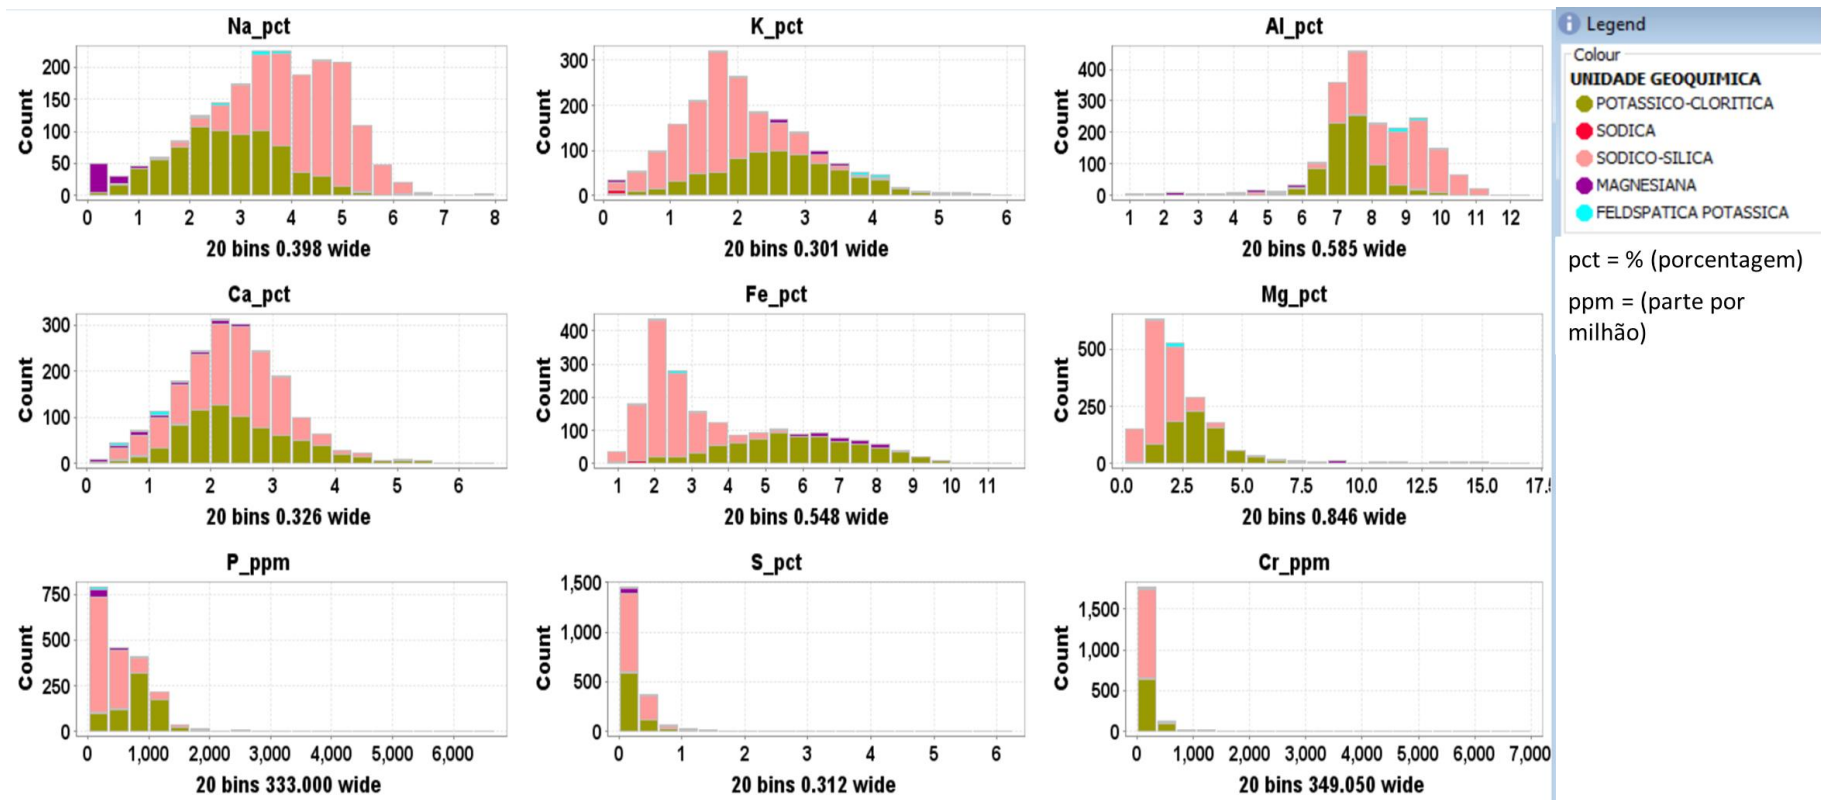 Na_pct
Count
200
150
100
50
0
0 1 2 3 4 5 6 7 8
20 bins 0.398 wide
K_pct
Count
300
200
100
0
0 1 2 3 4 5 6
20 bins 0.301 wide
Al_pct
Count
400
300
200
100
0
1 2 3 4 5 6 7 8 9 10 11 12
20 bins 0.585 wide
Legend
Colour
UNIDADE GEOQUIMICA
POTASSICO-CLORITICA
SODICA
SODICO-SILICA
MAGNESIANA
FELDSPATICA POTASSICA
pct = % (porcentagem)
ppm = (parte por
milhão)
Ca_pct
Count
300
200
100
0
0 1 2 3 4 5 6
20 bins 0.326 wide
Fe_pct
Count
400
300
200
100
0
1 2 3 4 5 6 7 8 9 10 11
20 bins 0.548 wide
Mg_pct
Count
500
250
0
0.0 2.5 5.0 7.5 10.0 12.5 15.0
20 bins 0.846 wide
P_ppm
Count
750
500
250
0
0 1,000 2,000 3,000 4,000 5,000 6,000
20 bins 333.000 wide
S_pct
Count
1,500
1,000
500
0
0 1 2 3 4 5 6
20 bins 0.312 wide
Cr_ppm
Count
1,500
1,000
500
0
0 1,000 2,000 3,000 4,000 5,000 6,000 7,000
20 bins 349.050 wide